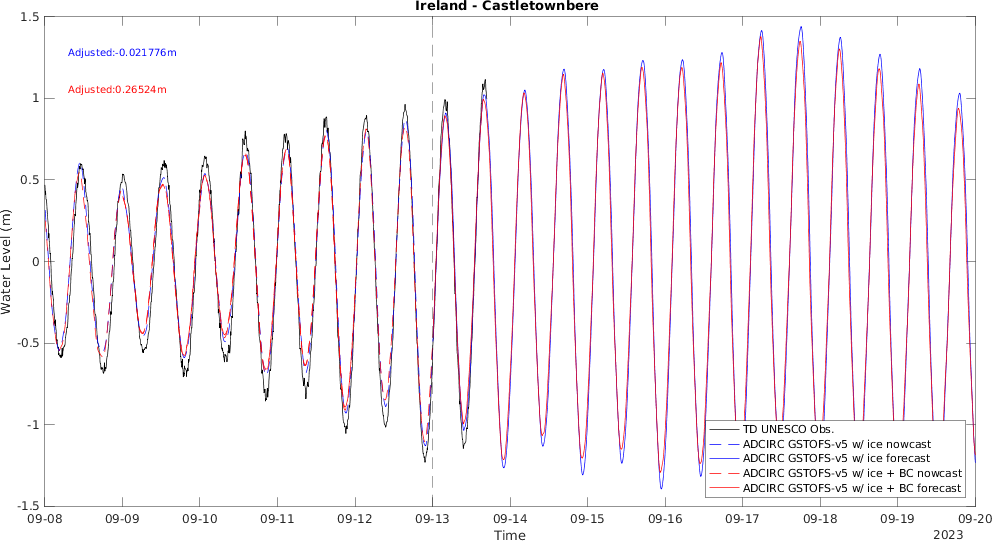 Ireland - Castletownbere
Adjusted:-0.021776m
Adjusted:0.26524m
Water Level (m)
1.5
1
0.5
0
-0.5
-1
-1.5
TD UNESCO Obs.
ADCIRC GSTOFS-v5 w/ ice nowcast
ADCIRC GSTOFS-v5 w/ ice forecast
ADCIRC GSTOFS-v5 w/ ice + BC nowcast
ADCIRC GSTOFS-v5 w/ ice + BC forecast
09-08 09-09 09-10 09-11 09-12 09-13 09-14 09-15 09-16 09-17 09-18 09-19 09-20
Time
2023